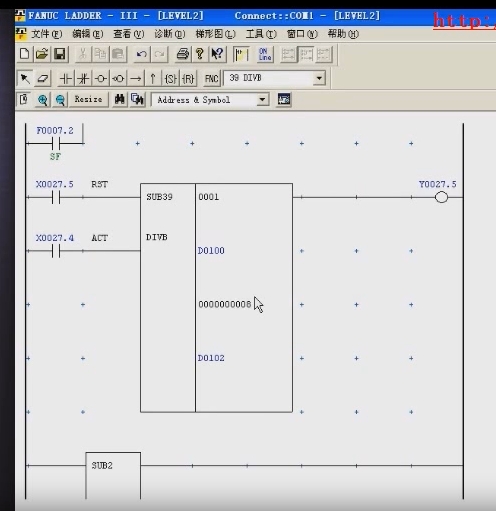 FANUC LADDER - III - [LEVEL2] Connect::COM1 - [LEVEL2]
http:
文件(F) 编辑(E) 查看(V) 诊断(D) 梯形图(L) 工具(T) 窗口(W) 帮助(H)
ON Line
{S} {R} FNC 39 DIVB
Resize Address & Symbol
F0007.2
SF
X0027.5 RST Y0027.5
SUB39 0001
X0027.4 ACT DIVB
D0100
0000000008
D0102
SUB2